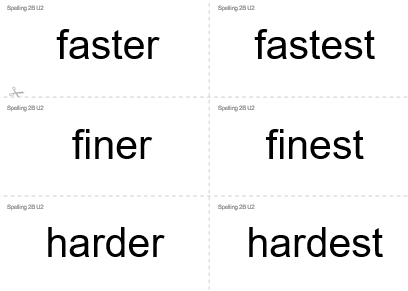 Spelling 2B U2
faster
Spelling 2B U2
fastest
Spelling 2B U2
finer
Spelling 2B U2
finest
Spelling 2B U2
harder
Spelling 2B U2
hardest